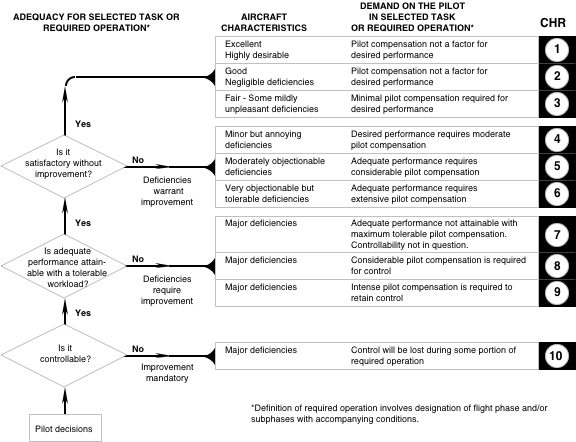 ADEQUACY FOR SELECTED TASK OR
REQUIRED OPERATION*
AIRCRAFT
CHARACTERISTICS
DEMAND ON THE PILOT
IN SELECTED TASK
OR REQUIRED OPERATION*
CHR
Excellent
Highly desirable
Pilot compensation not a factor for
desired performance
1
Good
Negligible deficiencies
Pilot compensation not a factor for
desired performance
2
Fair - Some mildly
unpleasant deficiencies
Minimal pilot compensation required for
desired performance
3
Yes
Is it
satisfactory without
improvement?
No
Deficiencies
warrant
improvement
Minor but annoying
deficiencies
Desired performance requires moderate
pilot compensation
4
Moderately objectionable
deficiencies
Adequate performance requires
considerable pilot compensation
5
Very objectionable but
tolerable deficiencies
Adequate performance requires
extensive pilot compensation
6
Yes
Is adequate
performance attain-
able with a tolerable
workload?
No
Deficiencies
require
improvement
Major deficiencies
Adequate performance not attainable with
maximum tolerable pilot compensation.
Controllability not in question.
7
Major deficiencies
Considerable pilot compensation is required
for control
8
Major deficiencies
Intense pilot compensation is required to
retain control
9
Yes
Is it
controllable?
No
Improvement
mandatory
Major deficiencies
Control will be lost during some portion of
required operation
10
Pilot decisions
*Definition of required operation involves designation of flight phase and/or
subphases with accompanying conditions.